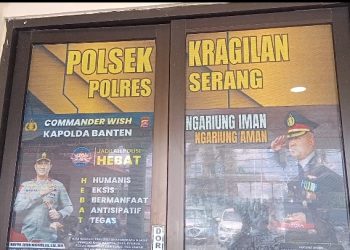 POLSEK KRAGILAN
POLRES SERANG
COMMANDER WISH
KAPOLDA BANTEN
JADI POLISI
HEBAT
H HUMANIS
E EKSIS
B BERMANFAAT
A ANTISIPATIF
T TEGAS
NGARIUNG IMAN
NGARIUNG AMAN
DOR